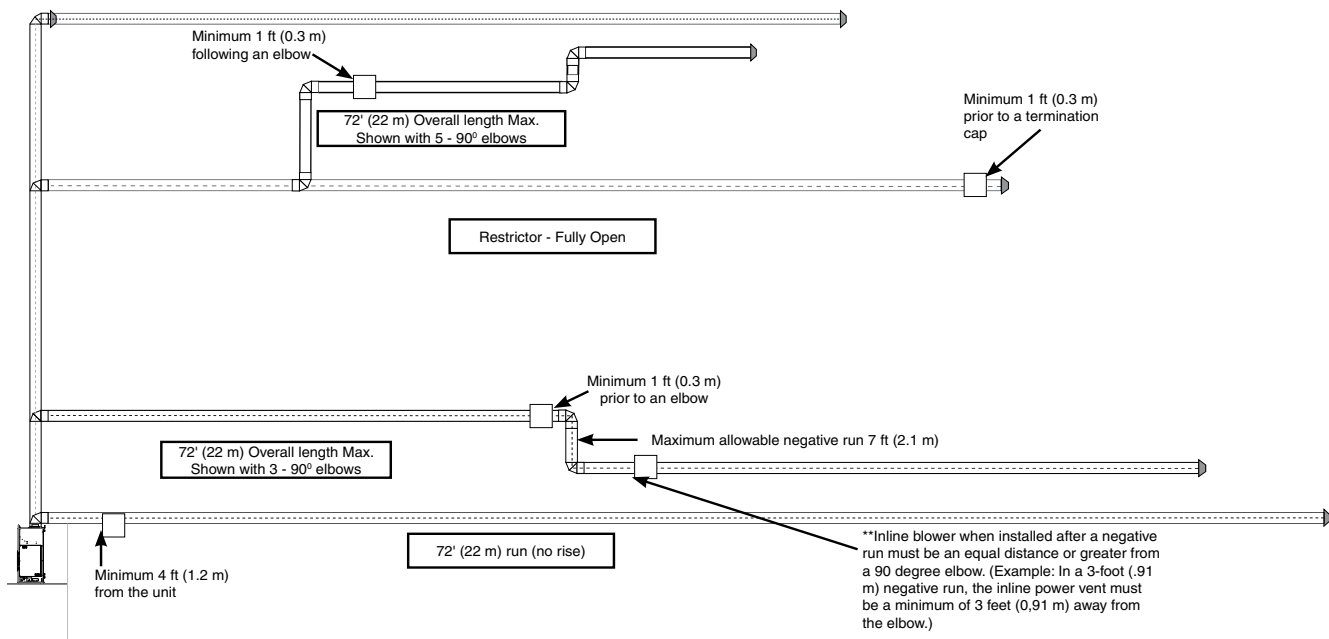 Minimum 1 ft (0.3 m)
following an elbow
72' (22 m) Overall length Max.
Shown with 5 - 90⁰ elbows
Minimum 1 ft (0.3 m)
prior to a termination
cap
Restrictor - Fully Open
Minimum 1 ft (0.3 m)
prior to an elbow
Maximum allowable negative run 7 ft (2.1 m)
72' (22 m) Overall length Max.
Shown with 3 - 90⁰ elbows
72' (22 m) run (no rise)
Minimum 4 ft (1.2 m)
from the unit
**Inline blower when installed after a negative
run must be an equal distance or greater from
a 90 degree elbow. (Example: In a 3-foot (.91
m) negative run, the inline power vent must
be a minimum of 3 feet (0,91 m) away from
the elbow.)